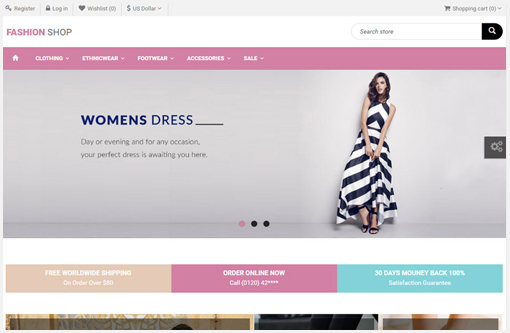 Register Log in Wishlist (0) $ US Dollar Shopping cart (0)
FASHION SHOP
Search store
CLOTHING ETHNICWEAR FOOTWEAR ACCESSORIES SALE
WOMENS DRESS
Day or evening and for any occasion,
your perfect dress is awaiting you here.
FREE WORLDWIDE SHIPPING ORDER ONLINE NOW 30 DAYS MOUNEY BACK 100%
On Order Over $80 Call (0120) 42**** Satisfaction Guarantee